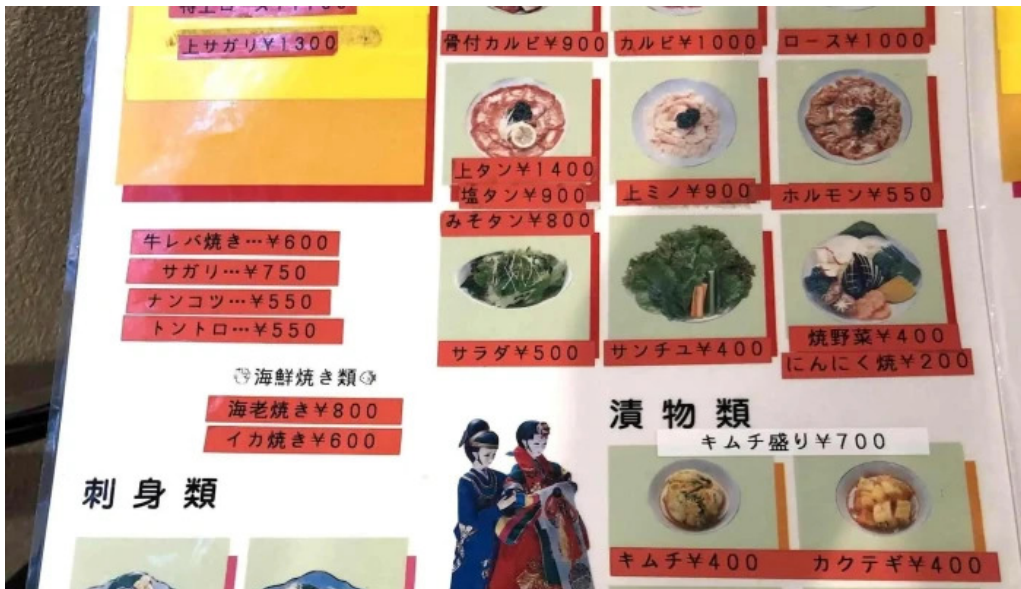 特上ロース¥1700
上サガリ¥1300
骨付カルビ¥900
カルビ¥1000
ロース¥1000
上タン¥1400
塩タン¥900
みそタン¥800
上ミノ¥900
ホルモン¥550
牛レバ焼き…¥600
サガリ…¥750
ナンコツ…¥550
トントロ…¥550
サラダ¥500
サンチュ¥400
焼野菜¥400
にんにく焼¥200
海鮮焼き類
海老焼き¥800
イカ焼き¥600
漬物類
キムチ盛り¥700
キムチ¥400
カクテギ¥400
刺身類